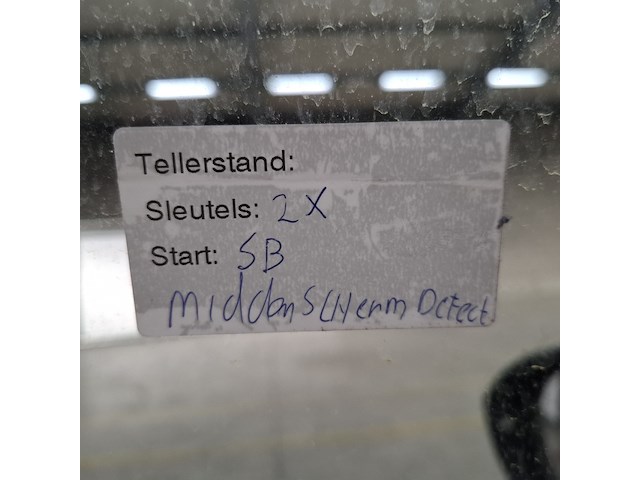 Tellerstand:
Sleutels: 2X
Start: SB
Middenscherm Defect